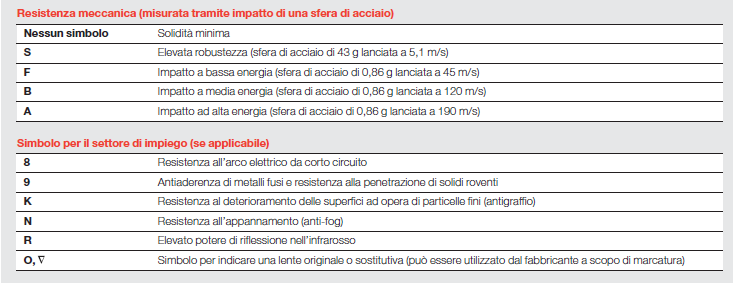 Resistenza meccanica (misurata tramite impatto di una sfera di acciaio)
Nessun simbolo Solidità minima
S Elevata robustezza (sfera di acciaio di 43 g lanciata a 5,1 m/s)
F Impatto a bassa energia (sfera di acciaio di 0,86 g lanciata a 45 m/s)
B Impatto a media energia (sfera di acciaio di 0,86 g lanciata a 120 m/s)
A Impatto ad alta energia (sfera di acciaio di 0,86 g lanciata a 190 m/s)
Simbolo per il settore di impiego (se applicabile)
8 Resistenza all'arco elettrico da corto circuito
9 Antiaderenza di metalli fusi e resistenza alla penetrazione di solidi roventi
K Resistenza al deterioramento delle superfici ad opera di particelle fini (antigraffio)
N Resistenza all'appannamento (anti-fog)
R Elevato potere di riflessione nell'infrarosso
O, ∇ Simbolo per indicare una lente originale o sostitutiva (può essere utilizzato dal fabbricante a scopo di marcatura)